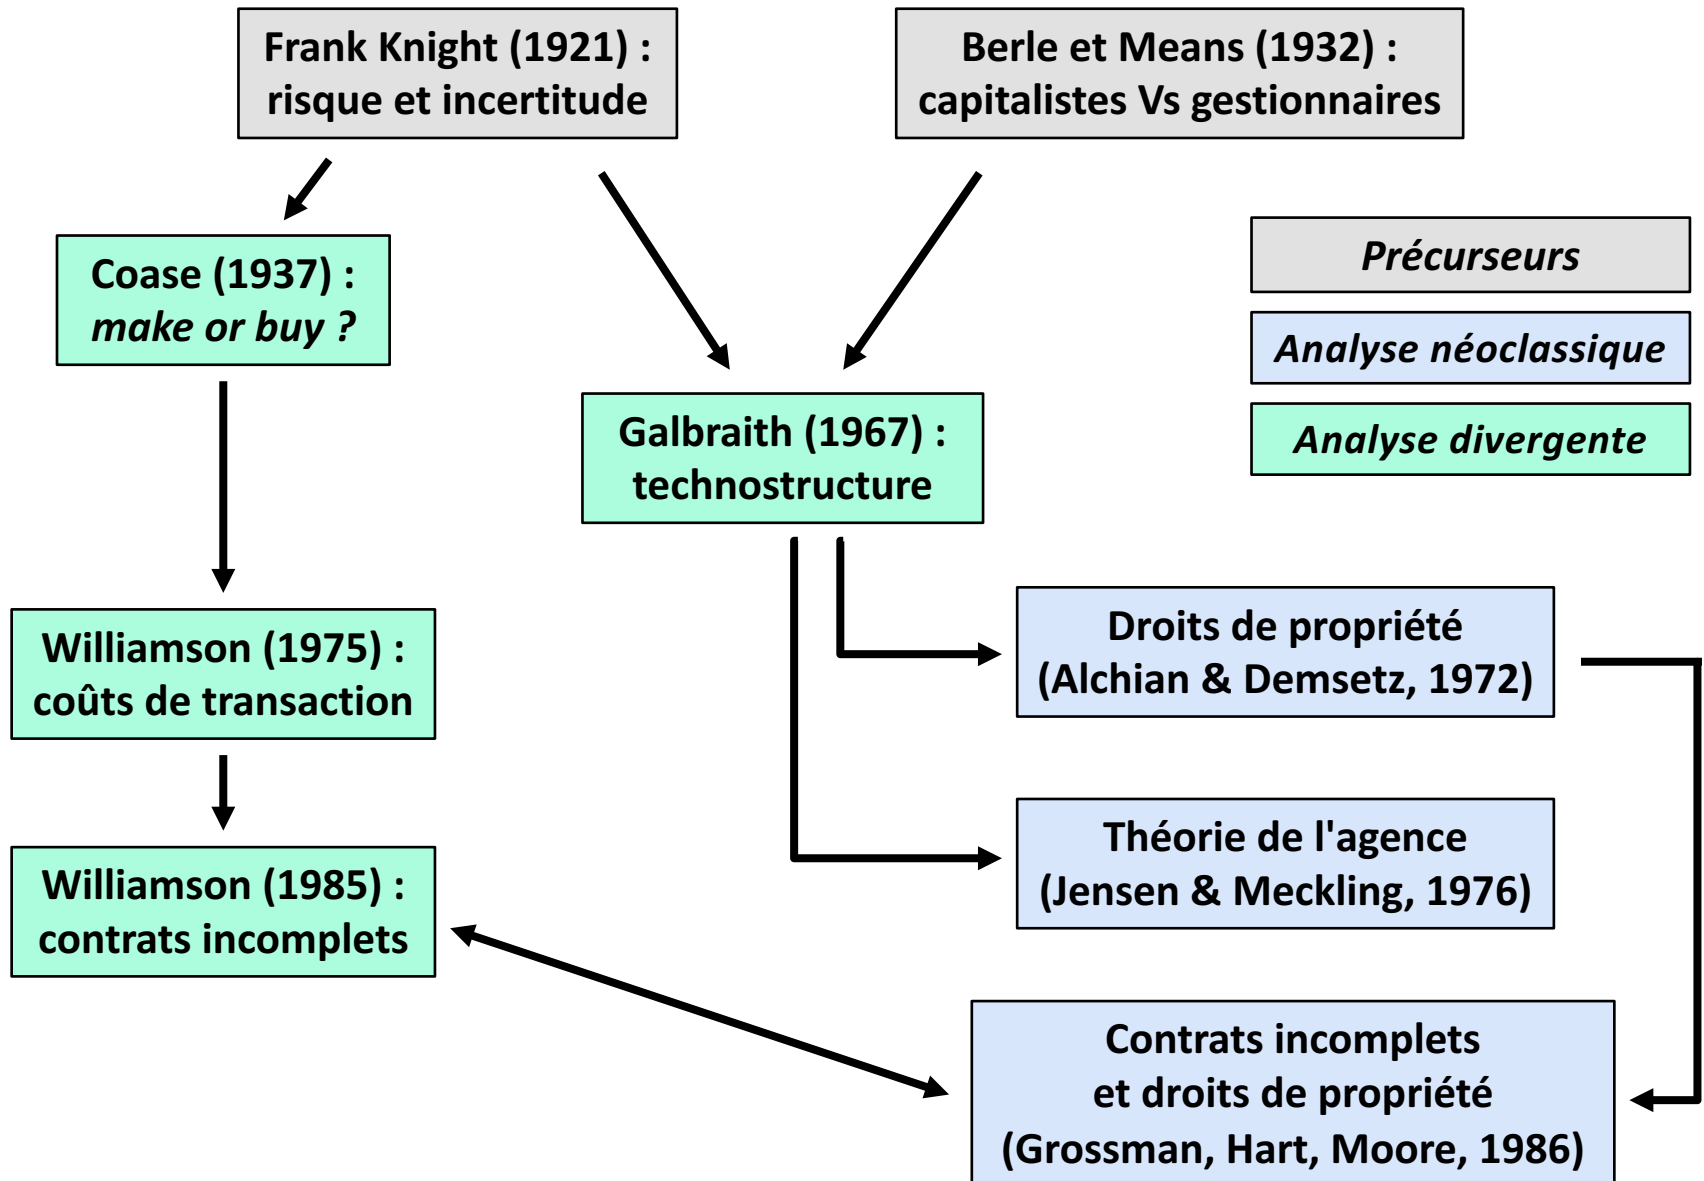 Frank Knight (1921) :
risque et incertitude
Berle et Means (1932) :
capitalistes Vs gestionnaires
Coase (1937) :
make or buy ?
Précurseurs
Analyse néoclassique
Analyse divergente
Galbraith (1967) :
technostructure
Williamson (1975) :
coûts de transaction
Droits de propriété
(Alchian & Demsetz, 1972)
Williamson (1985) :
contrats incomplets
Théorie de l'agence
(Jensen & Meckling, 1976)
Contrats incomplets
et droits de propriété
(Grossman, Hart, Moore, 1986)